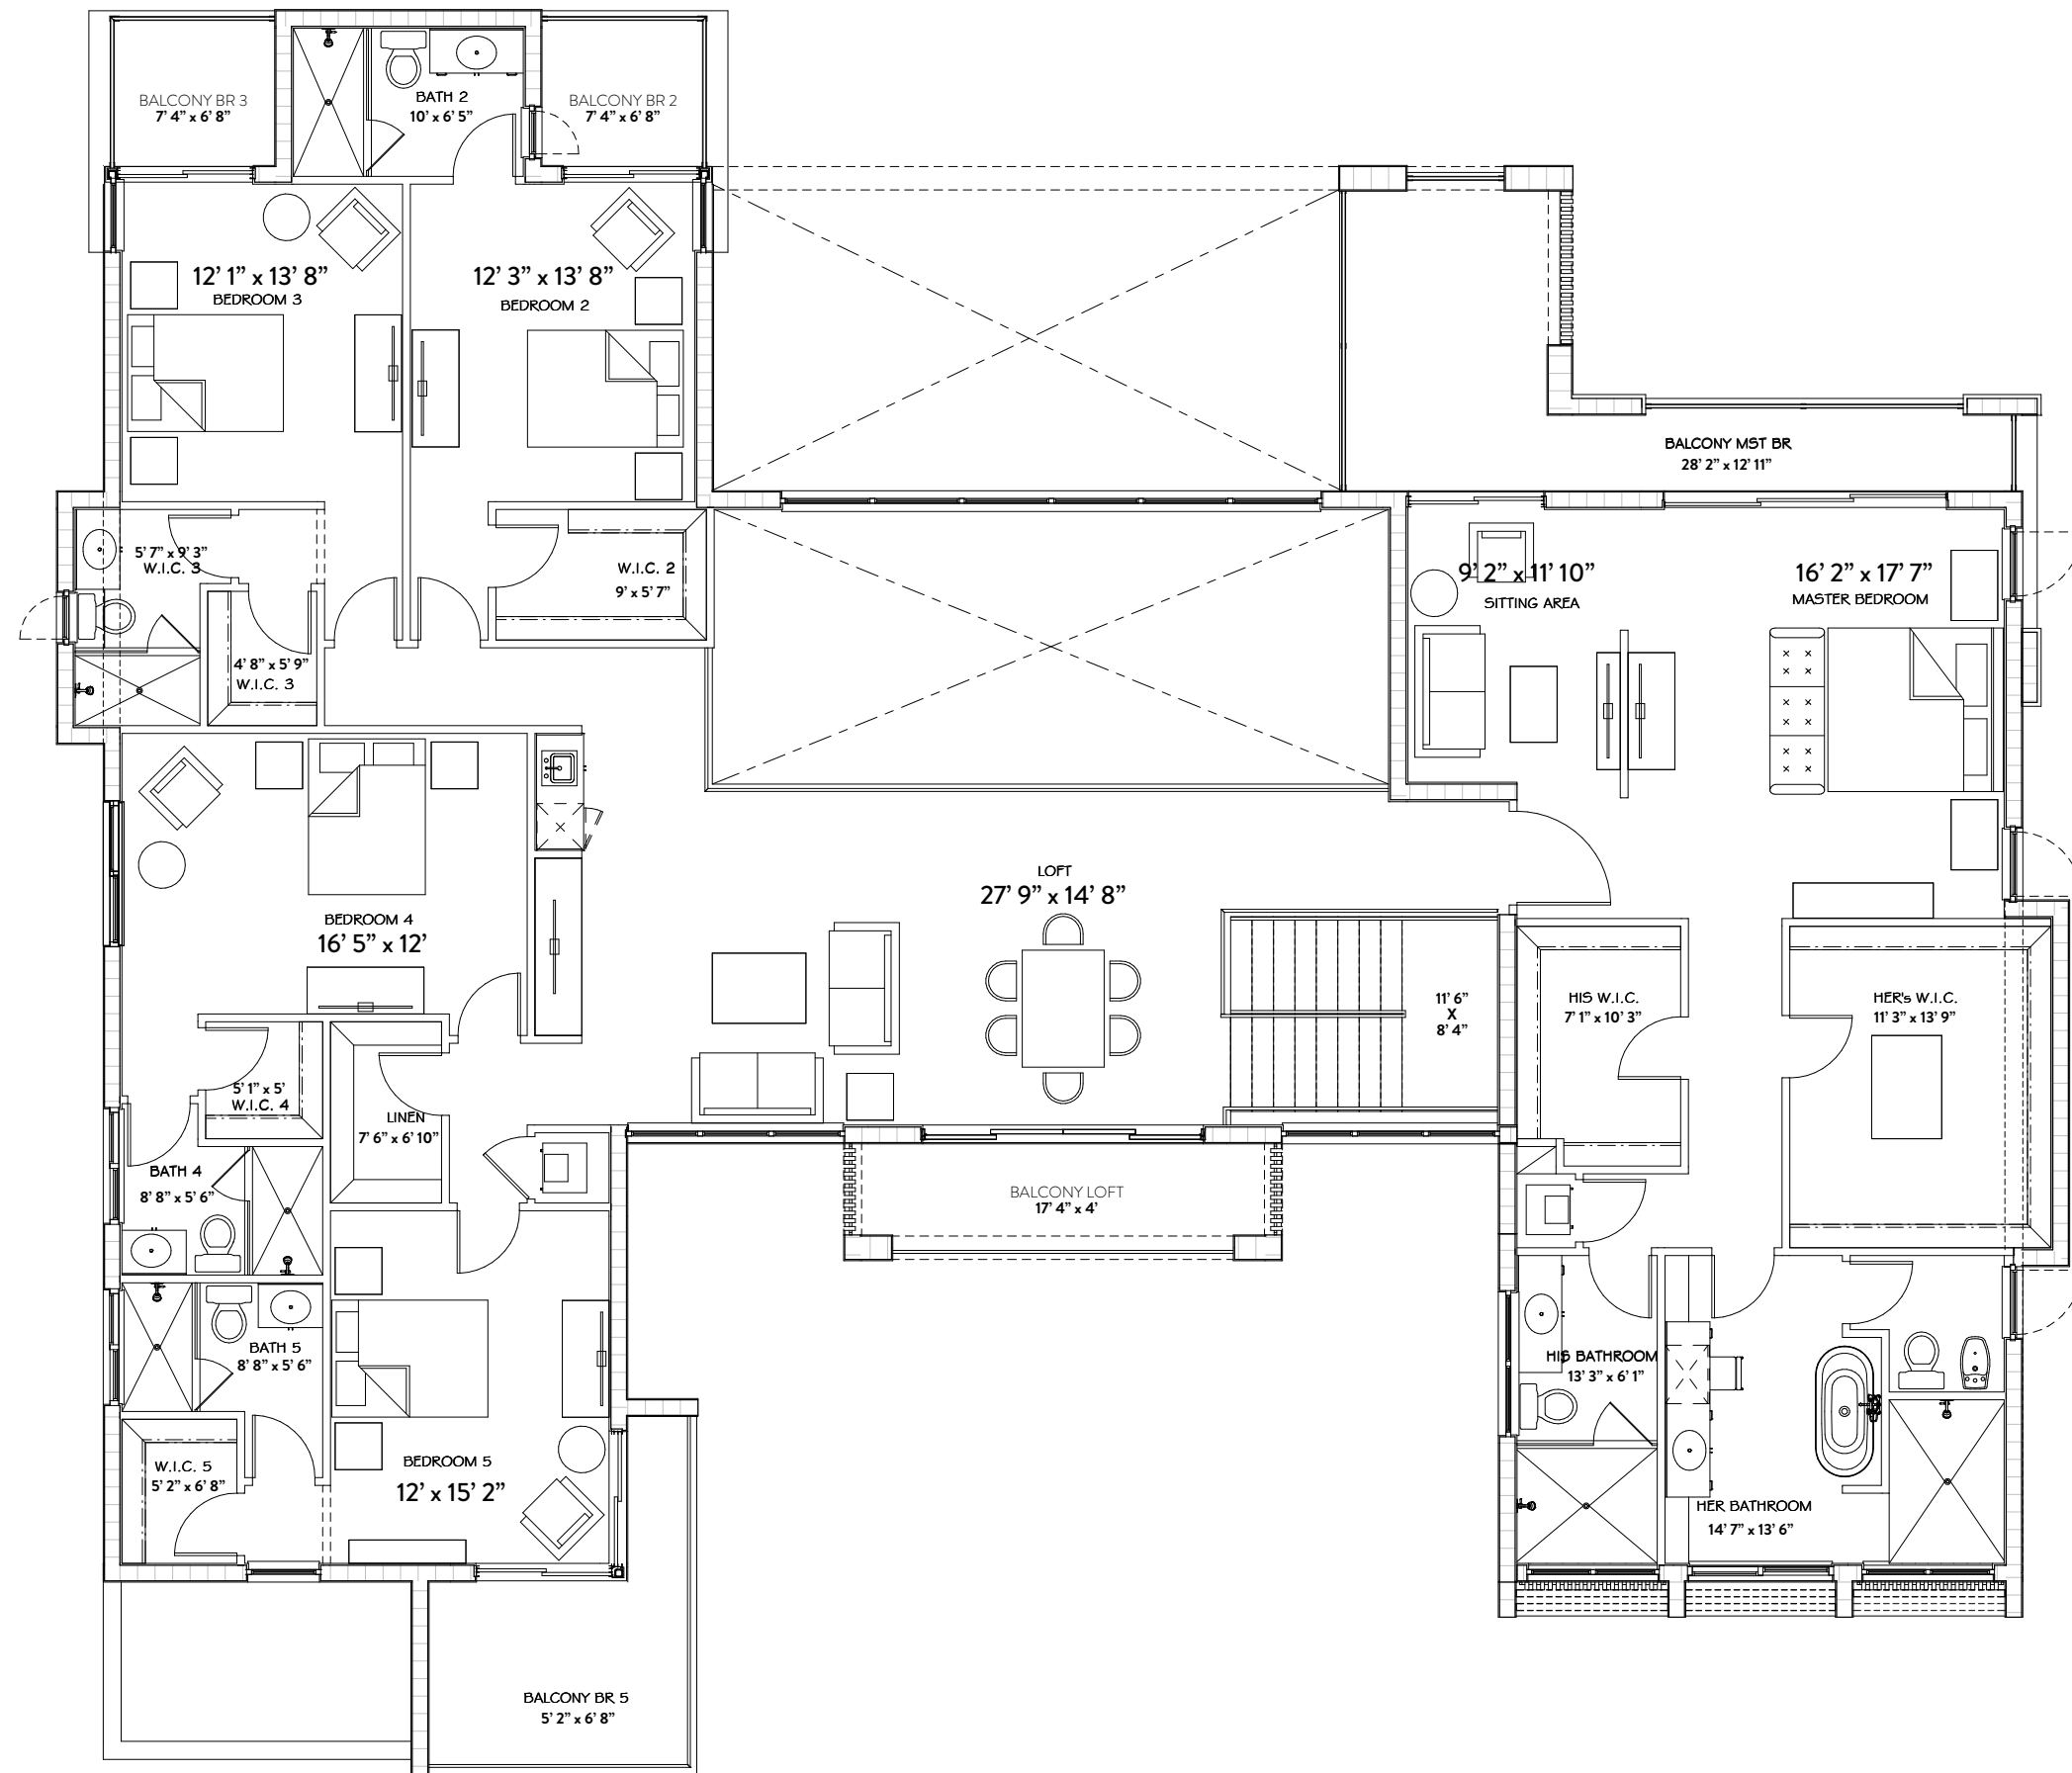 BALCONY BR 3
7' 4” x 6' 8”
BATH 2
10' x 6' 5”
BALCONY BR 2
7' 4” x 6' 8”
12' 1” x 13' 8”
BEDROOM 3
12' 3” x 13' 8”
BEDROOM 2
BALCONY MST BR
28' 2” x 12' 11”
5' 7” x 9' 3”
W.I.C. 3
W.I.C. 2
9' x 5' 7”
9' 2” x 11' 10”
SITTING AREA
16' 2” x 17' 7”
MASTER BEDROOM
4' 8” x 5' 9”
W.I.C. 3
LOFT
27' 9” x 14' 8”
BEDROOM 4
16' 5” x 12'
11' 6”
X
8' 4”
HIS W.I.C.
7' 1” x 10' 3”
HER's W.I.C.
11' 3” x 13' 9”
5' 1” x 5'
W.I.C. 4
LINEN
7' 6” x 6' 10”
BATH 4
8' 8” x 5' 6”
BALCONY LOFT
17' 4” x 4'
BATH 5
8' 8” x 5' 6”
HIS BATHROOM
13' 3” x 6' 1”
W.I.C. 5
5' 2” x 6' 8”
BEDROOM 5
12' x 15' 2”
HER BATHROOM
14' 7” x 13' 6”
BALCONY BR 5
5' 2” x 6' 8”